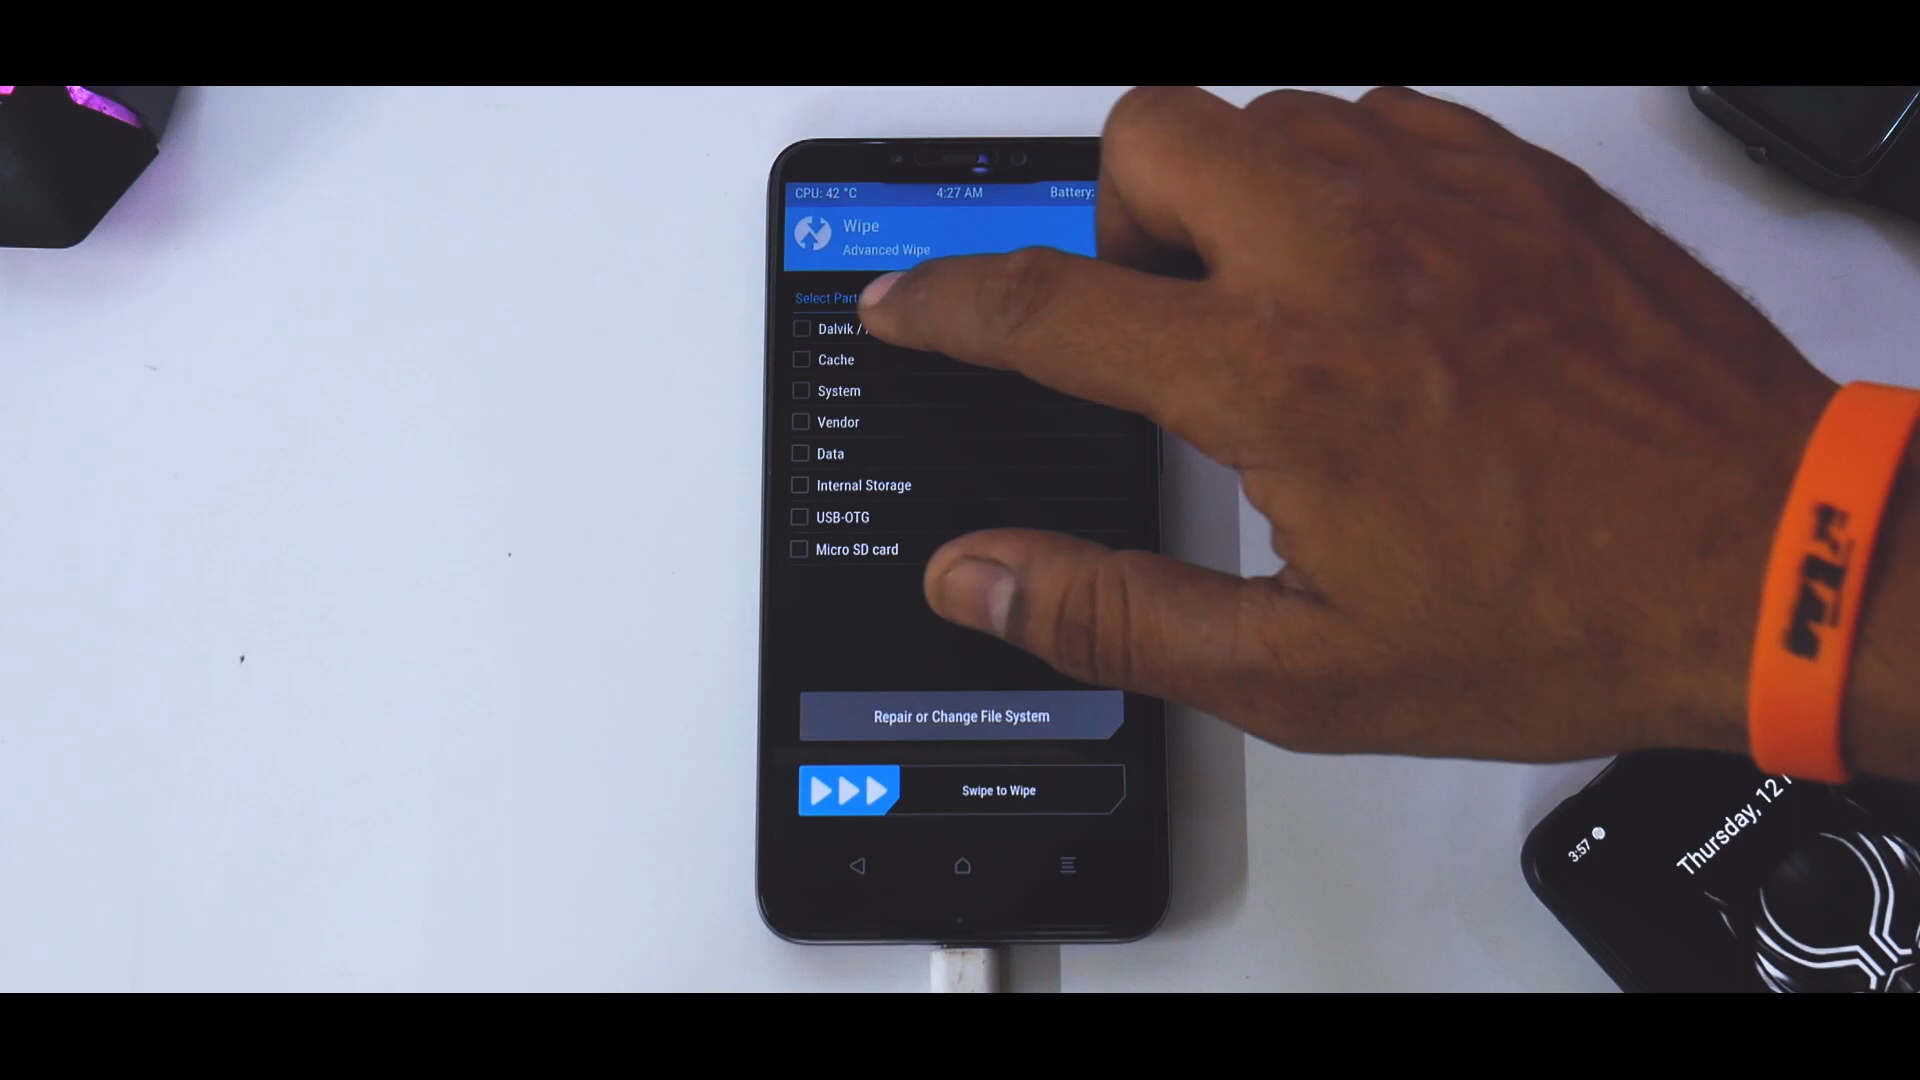 CPU: 42 °C 4:27 AM Battery:
Wipe
Advanced Wipe
Select
Dalvik /
Cache
System
Vendor
Data
Internal Storage
USB-OTG
Micro SD card
Repair or Change File System
Swipe to Wipe
3:57
Thursday, 12